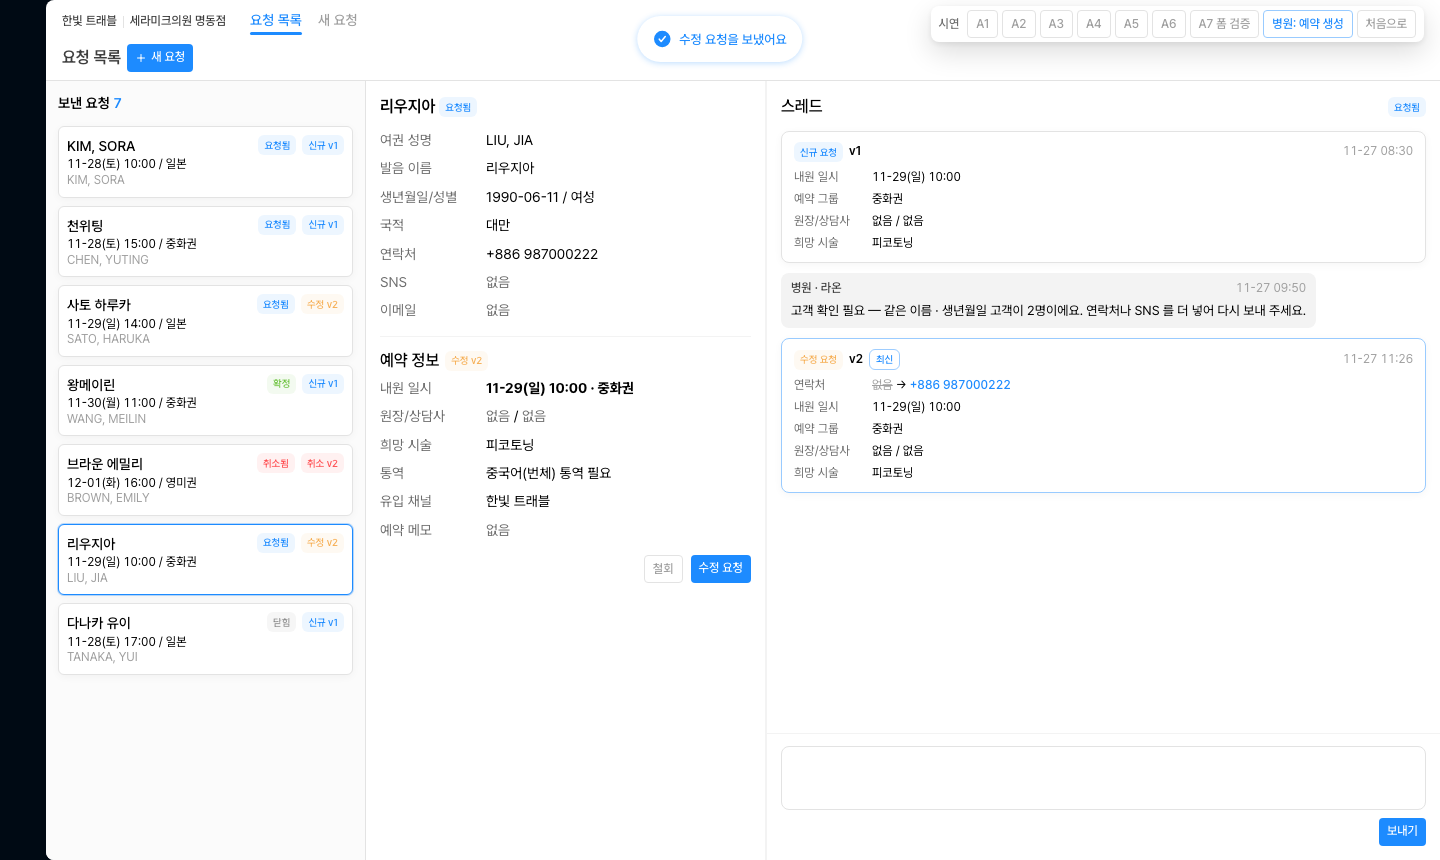 한빛 트래블 | 세라미크의원 명동점 요청 목록 새 요청
요청 목록 + 새 요청
수정 요청을 보냈어요
시연 A1 A2 A3 A4 A5 A6 A7 폼 검증 병원: 예약 생성 처음으로
보낸 요청 7
KIM, SORA 요청됨 신규 v1
11-28(토) 10:00 / 일본
KIM, SORA
천위팅 요청됨 신규 v1
11-28(토) 15:00 / 중화권
CHEN, YUTING
사토 하루카 요청됨 수정 v2
11-29(일) 14:00 / 일본
SATO, HARUKA
왕메이린 확정 신규 v1
11-30(월) 11:00 / 중화권
WANG, MEILIN
브라운 에밀리 취소됨 취소 v2
12-01(화) 16:00 / 영미권
BROWN, EMILY
리우지아 요청됨 수정 v2
11-29(일) 10:00 / 중화권
LIU, JIA
다나카 유이 닫힘 신규 v1
11-28(토) 17:00 / 일본
TANAKA, YUI
리우지아 요청됨
여권 성명 LIU, JIA
발음 이름 리우지아
생년월일/성별 1990-06-11 / 여성
국적 대만
연락처 +886 987000222
SNS 없음
이메일 없음
예약 정보 수정 v2
내원 일시 11-29(일) 10:00 · 중화권
원장/상담사 없음 / 없음
희망 시술 피코토닝
통역 중국어(번체) 통역 필요
유입 채널 한빛 트래블
예약 메모 없음
철회 수정 요청
스레드 요청됨
신규 요청 v1 11-27 08:30
내원 일시 11-29(일) 10:00
예약 그룹 중화권
원장/상담사 없음 / 없음
희망 시술 피코토닝
병원 · 라온 11-27 09:50
고객 확인 필요 — 같은 이름 · 생년월일 고객이 2명이에요. 연락처나 SNS 를 더 넣어 다시 보내 주세요.
수정 요청 v2 최신 11-27 11:26
연락처 없음 → +886 987000222
내원 일시 11-29(일) 10:00
예약 그룹 중화권
원장/상담사 없음 / 없음
희망 시술 피코토닝
보내기